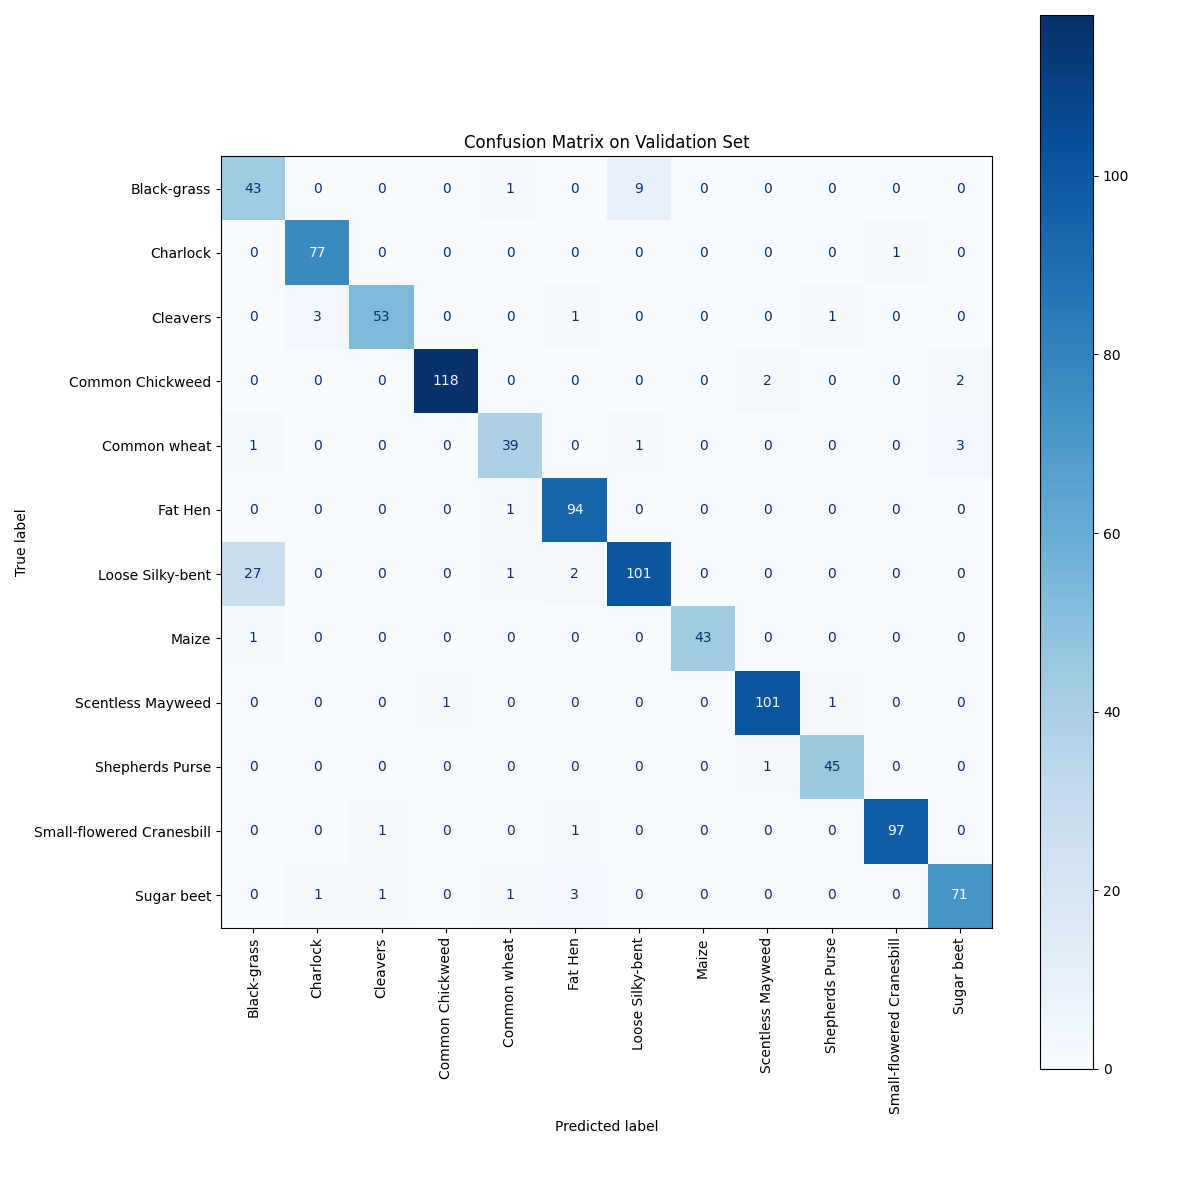 Confusion Matrix on Validation Set
Black-grass 43 0 0 0 1 0 9 0 0 0 0 0
Charlock 0 77 0 0 0 0 0 0 0 0 1 0
Cleavers 0 3 53 0 0 1 0 0 0 1 0 0
Common Chickweed 0 0 0 118 0 0 0 0 2 0 0 2
Common wheat 1 0 0 0 39 0 1 0 0 0 0 3
Fat Hen 0 0 0 0 1 94 0 0 0 0 0 0
Loose Silky-bent 27 0 0 0 1 2 101 0 0 0 0 0
Maize 1 0 0 0 0 0 0 43 0 0 0 0
Scentless Mayweed 0 0 0 1 0 0 0 0 101 1 0 0
Shepherds Purse 0 0 0 0 0 0 0 0 1 45 0 0
Small-flowered Cranesbill 0 0 1 0 0 1 0 0 0 0 97 0
Sugar beet 0 1 1 0 1 3 0 0 0 0 0 71
True label
Black-grass
Charlock
Cleavers
Common Chickweed
Common wheat
Fat Hen
Loose Silky-bent
Maize
Scentless Mayweed
Shepherds Purse
Small-flowered Cranesbill
Sugar beet
Predicted label
100
80
60
40
20
0